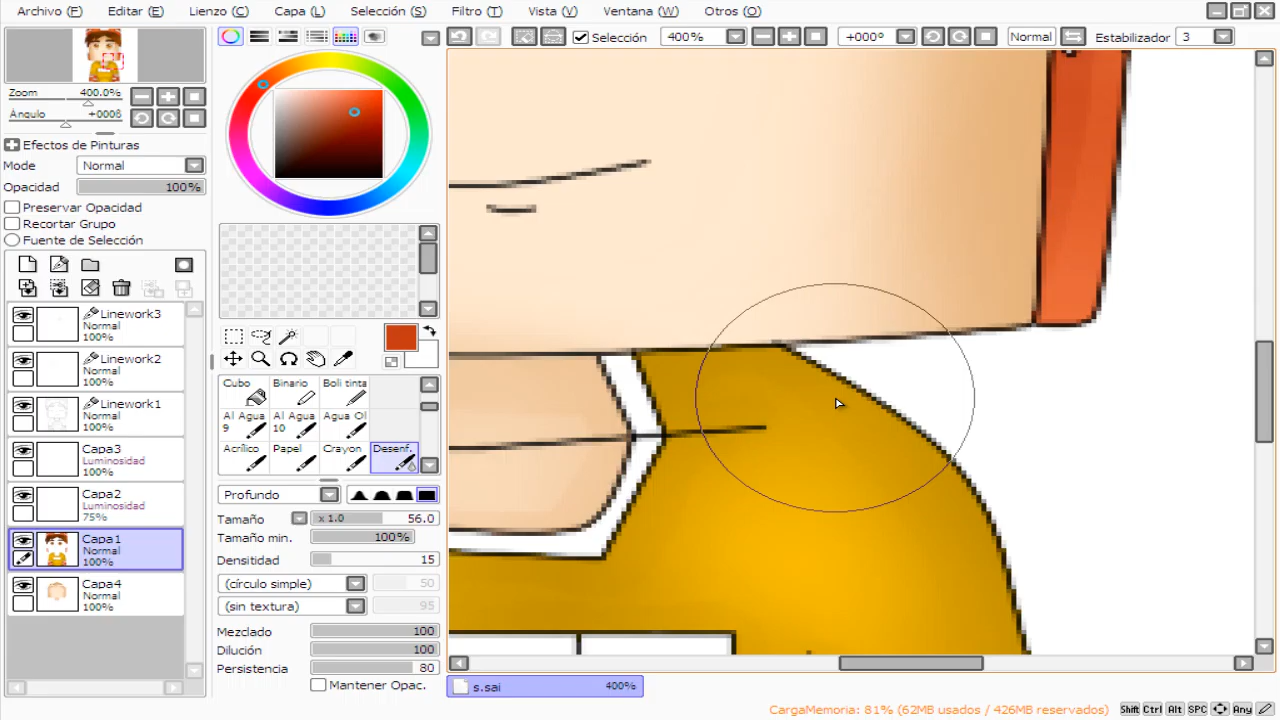 Archivo (F) Editar (E) Lienzo (C) Capa (L) Selección (S) Filtro (T) Vista (V) Ventana (W) Otros (O)
Selección 400% +000º Normal Estabilizador 3
Zoom 400.0%
Ángulo +000ß
Efectos de Pinturas
Mode Normal
Opacidad 100%
Preservar Opacidad
Recortar Grupo
Fuente de Selección
Linework3
Normal
100%
Linework2
Normal
100%
Linework1
Normal
100%
Capa3
Luminosidad
100%
Capa2
Luminosidad
75%
Capa1
Normal
100%
Capa4
Normal
100%
Cubo Binario Boli tinta
Al Agua 9 Al Agua 10 Agua O!
Acrílico Papel Crayon Desenf.
Profundo
Tamaño x 1.0 56.0
Tamaño min. 100%
Densitidad 15
(círculo simple) 50
(sin textura) 95
Mezclado 100
Dilución 100
Persistencia 80
Mantener Opac.
s.sai 400%
CargaMemoria: 81% (62MB usados / 426MB reservados) Shift Ctrl Alt SPC Any